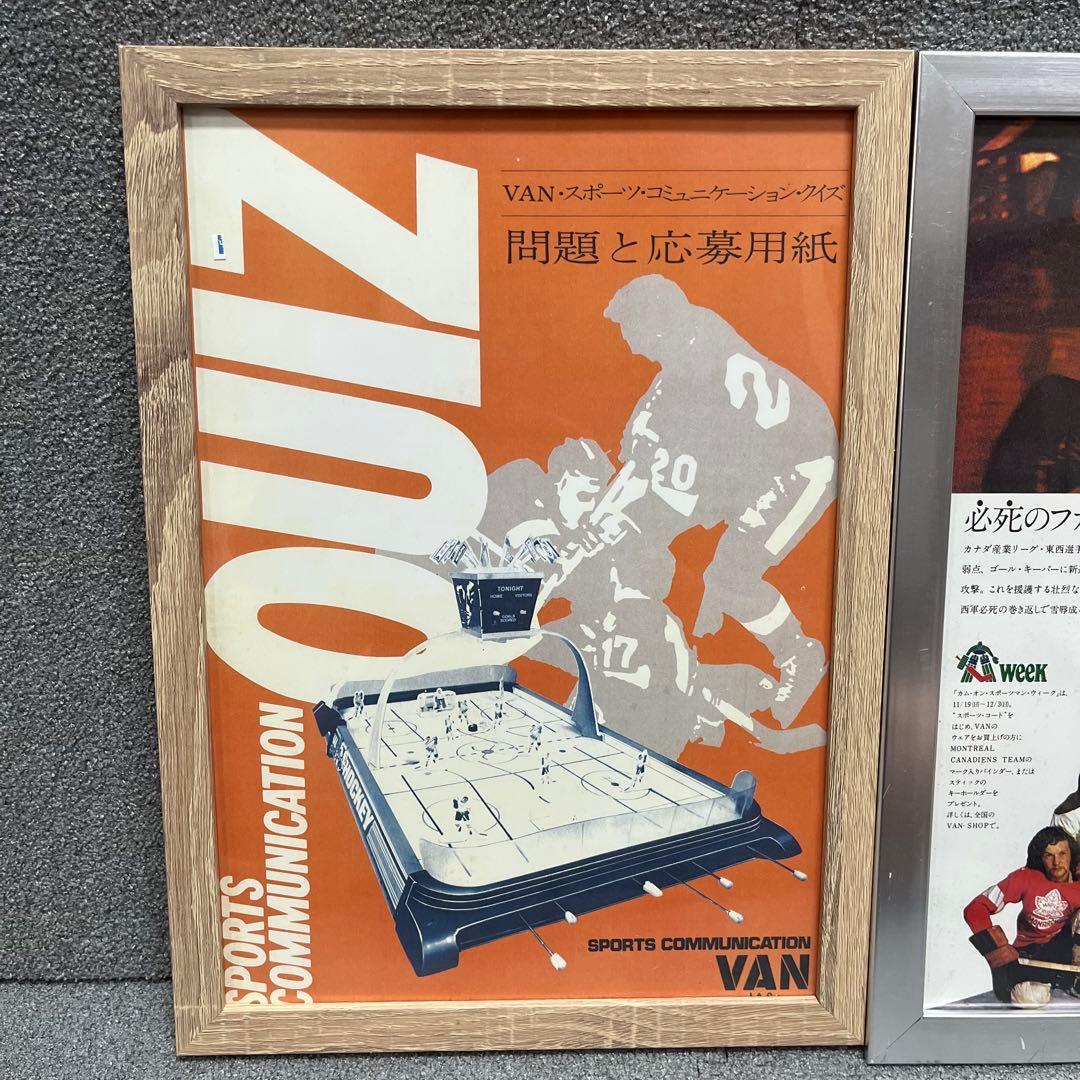 QUIZ
SPORTS
COMMUNICATION
VAN・スポーツ・コミュニケーション・クイズ
問題と応募用紙
2
20
17
TONIGHT
HOME VISITORS
GOALS
SCORED
HOCKEY
SPORTS COMMUNICATION
VAN
必死のファ
カナダ産業リーグ・東西選手
弱点、ゴール・キーパーに新
攻撃。これを援護する壮烈な
西軍必死の巻き返しで雪辱成
WEEK
「カム・オン・スポーツマン・ウィーク」は、
11/19㈰〜12/3㈰。
"スポーツ・コート"を
はじめ、VANの
ウェアをお買上げの方に
MONTREAL
CANADIENS TEAMの
マーク入りバインダー、または
スティックの
キーホールダーを
プレゼント。
詳しくは、全国の
VAN-SHOPで。